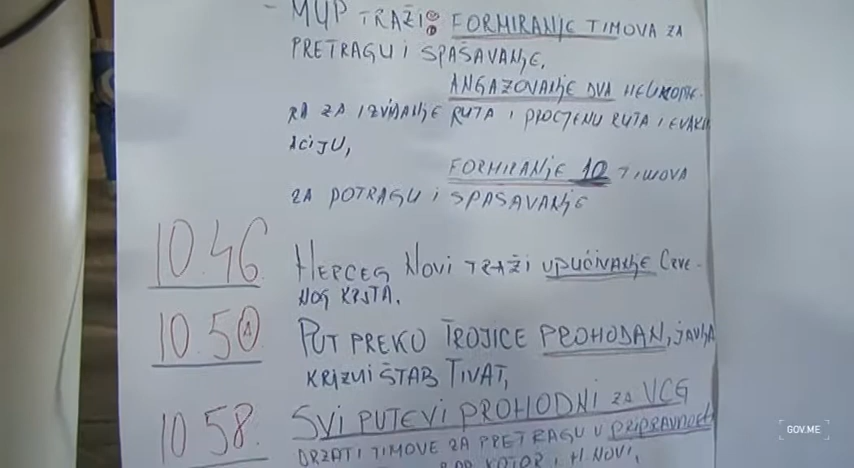 - MUP TRAŽI: FORMIRANJE TIMOVA ZA
PRETRAGU I SPAŠAVANJE,
ANGAŽOVANJE DVA HELIKOPTE-
RA ZA IZVIĐANJE RUTA I PROCJENU RUTA I EVAKU
ACIJU,
FORMIRANJE 10 TIMOVA
ZA POTRAGU I SPAŠAVANJE
10.46 HERCEG NOVI TRAŽI UPUĆIVANJE CRVE-
NOG KRSTA.
10.50 PUT PREKO TROJICE PROHODAN, JAVLJA
KRIZNI ŠTAB TIVAT,
10.58. SVI PUTEVI PROHODNI ZA VCG
DRŽATI TIMOVE ZA PRETRAGU U PRIPRAVNOSTI
KOTOR I H. NOVI,
GOV.ME